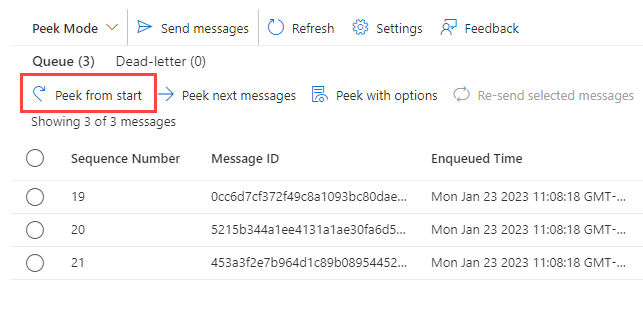 Peek Mode Send messages Refresh Settings Feedback
Queue (3) Dead-letter (0)
Peek from start Peek next messages Peek with options Re-send selected messages
Showing 3 of 3 messages
Sequence Number Message ID Enqueued Time
19 0cc6d7cf372f49c8a1093bc80dae... Mon Jan 23 2023 11:08:18 GMT-...
20 5215b344a1ee4131a1ae30fa6d5... Mon Jan 23 2023 11:08:18 GMT-...
21 453a3f2e7b964d1c89b08954452... Mon Jan 23 2023 11:08:18 GMT-...